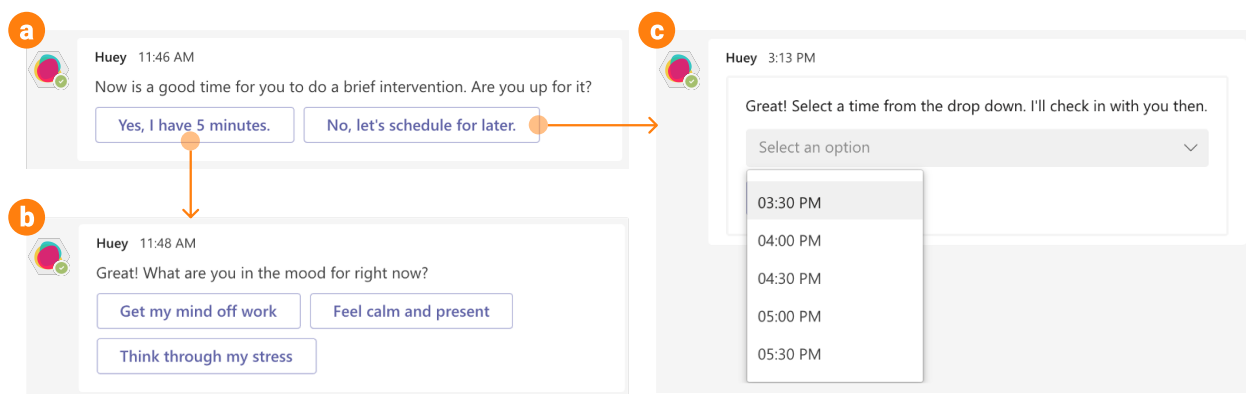 a
Huey 11:46 AM
Now is a good time for you to do a brief intervention. Are you up for it?
Yes, I have 5 minutes.
No, let's schedule for later.
b
Huey 11:48 AM
Great! What are you in the mood for right now?
Get my mind off work
Feel calm and present
Think through my stress
c
Huey 3:13 PM
Great! Select a time from the drop down. I'll check in with you then.
Select an option
03:30 PM
04:00 PM
04:30 PM
05:00 PM
05:30 PM